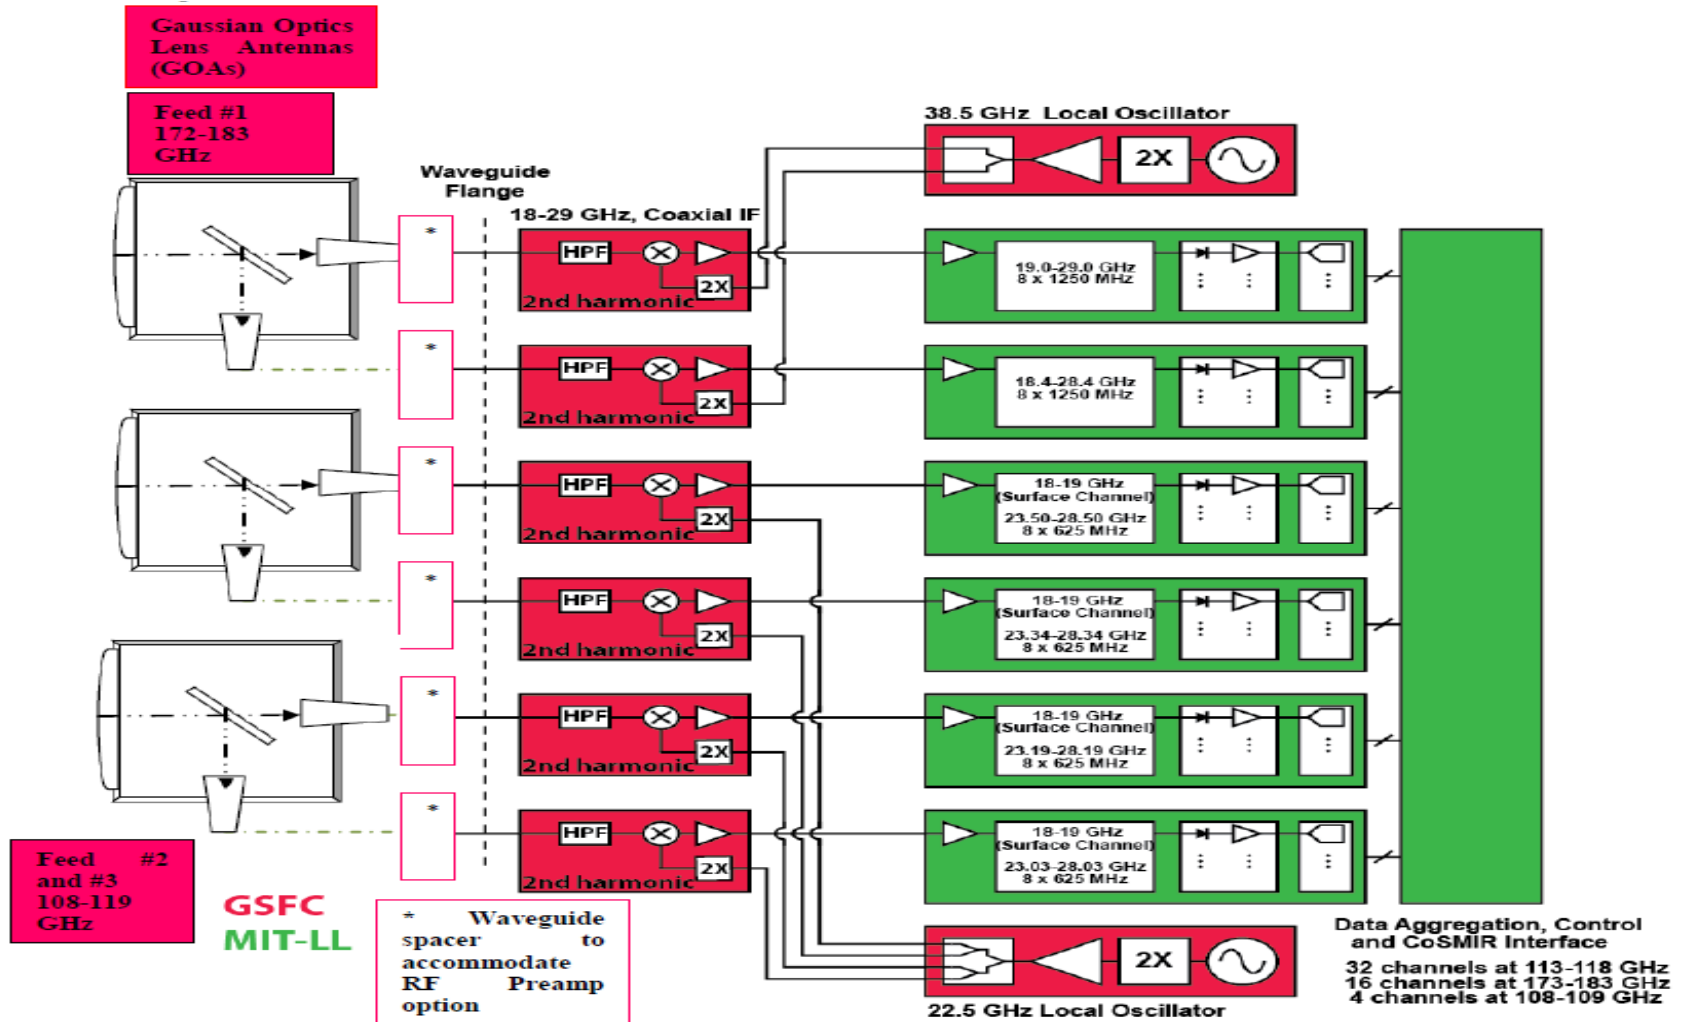 Gaussian Optics
Lens Antennas
(GOAs)
Feed #1
172-183
GHz
Waveguide
Flange
18-29 GHz, Coaxial IF
38.5 GHz Local Oscillator
2X
*
HPF
2X
2nd harmonic
19.0-29.0 GHz
8 x 1250 MHz
*
HPF
2X
2nd harmonic
18.4-28.4 GHz
8 x 1250 MHz
*
HPF
2X
2nd harmonic
18-19 GHz
(Surface Channel)
23.50-28.50 GHz
8 x 625 MHz
*
HPF
2X
2nd harmonic
18-19 GHz
(Surface Channel)
23.34-28.34 GHz
8 x 625 MHz
*
HPF
2X
2nd harmonic
18-19 GHz
(Surface Channel)
23.19-28.19 GHz
8 x 625 MHz
*
HPF
2X
2nd harmonic
18-19 GHz
(Surface Channel)
23.03-28.03 GHz
8 x 625 MHz
Feed #2
and #3
108-119
GHz
GSFC
MIT-LL
* Waveguide
spacer to
accommodate
RF Preamp
option
2X
22.5 GHz Local Oscillator
Data Aggregation, Control
and CoSMIR Interface
32 channels at 113-118 GHz
16 channels at 173-183 GHz
4 channels at 108-109 GHz